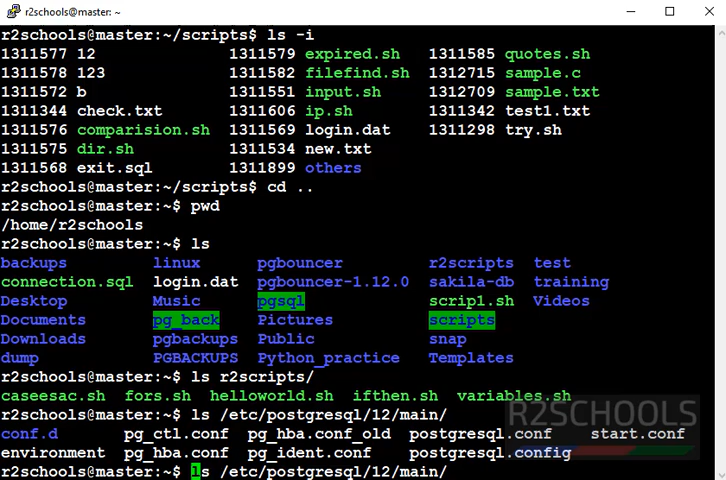 r2schools@master: ~
r2schools@master:~/scripts$ ls -i
1311577 12 1311579 expired.sh 1311585 quotes.sh
1311578 123 1311582 filefind.sh 1312715 sample.c
1311572 b 1311551 input.sh 1312709 sample.txt
1311344 check.txt 1311606 ip.sh 1311342 test1.txt
1311576 comparision.sh 1311569 login.dat 1311298 try.sh
1311575 dir.sh 1311534 new.txt
1311568 exit.sql 1311899 others
r2schools@master:~/scripts$ cd ..
r2schools@master:~$ pwd
/home/r2schools
r2schools@master:~$ ls
backups linux pgbouncer r2scripts test
connection.sql login.dat pgbouncer-1.12.0 sakila-db training
Desktop Music pgsql scrip1.sh Videos
Documents pg_back Pictures scripts
Downloads pgbackups Public snap
dump PGBACKUPS Python_practice Templates
r2schools@master:~$ ls r2scripts/
caseesac.sh fors.sh helloworld.sh ifthen.sh variables.sh
r2schools@master:~$ ls /etc/postgresql/12/main/
conf.d pg_ctl.conf pg_hba.conf_old postgresql.conf start.conf
environment pg_hba.conf pg_ident.conf postgresql.config
r2schools@master:~$ ls /etc/postgresql/12/main/
R2SCHOOLS